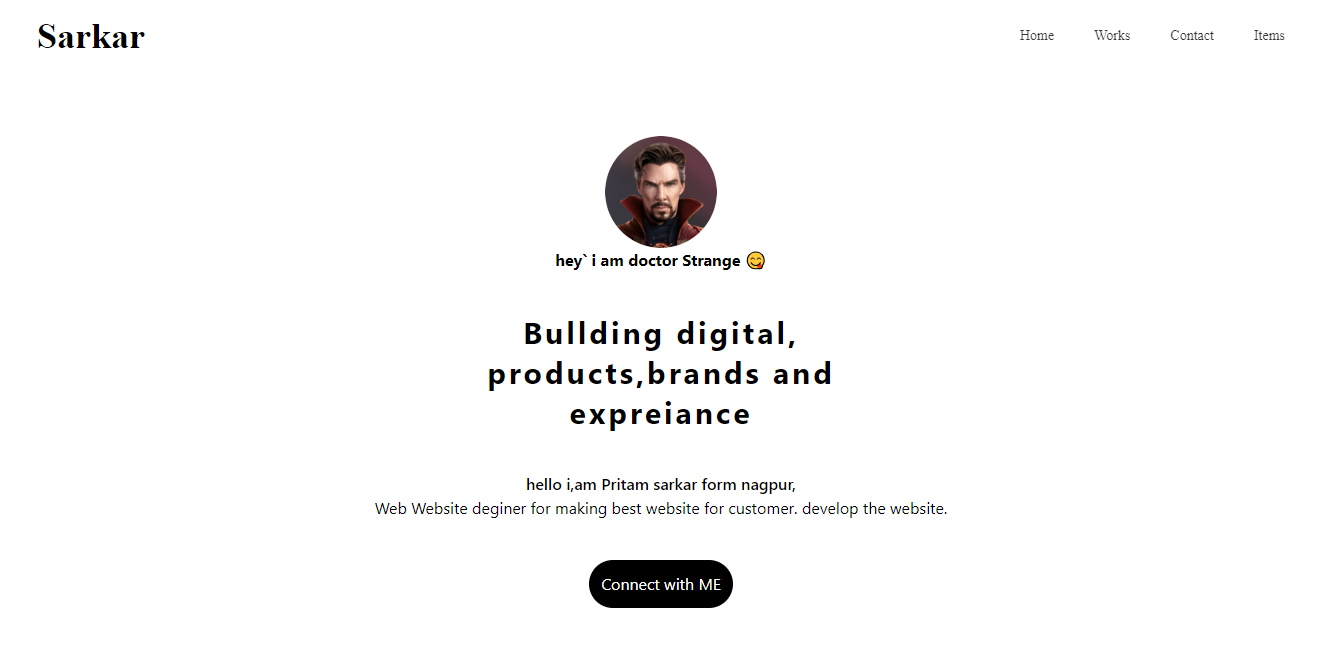 Sarkar
Home Works Contact Items
hey` i am doctor Strange 😋
Bullding digital,
products,brands and
expreiance
hello i,am Pritam sarkar form nagpur,
Web Website deginer for making best website for customer. develop the website.
Connect with ME